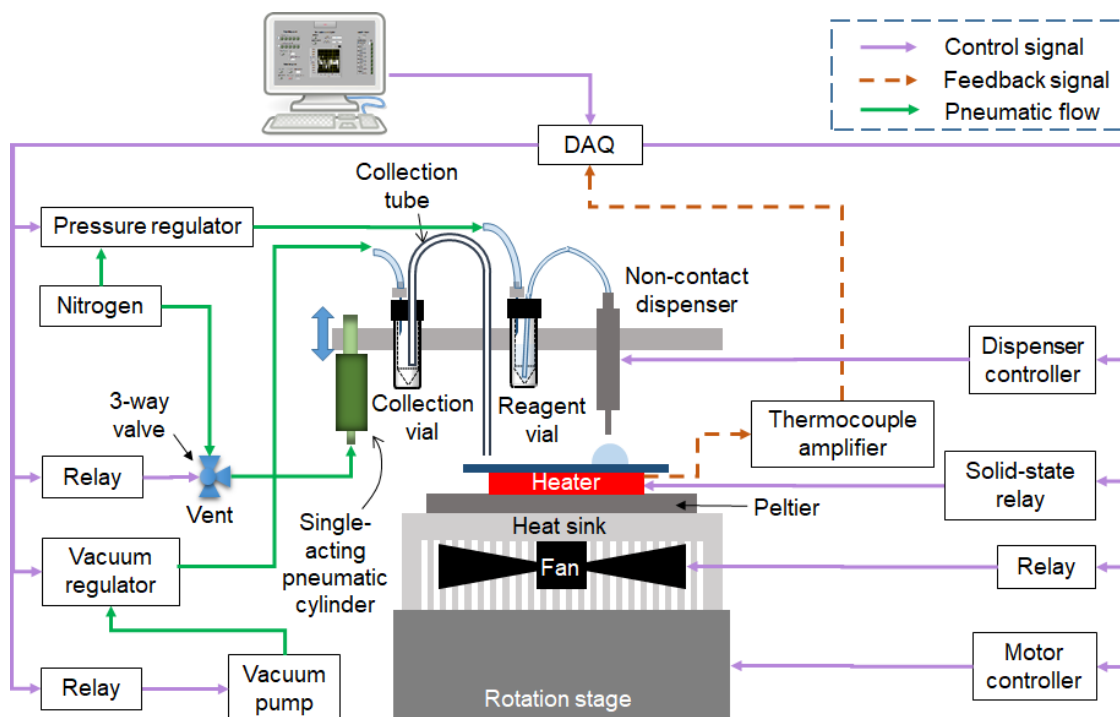 Control signal
Feedback signal
Pneumatic flow
DAQ
Collection
tube
Pressure regulator
Non-contact
dispenser
Nitrogen
Dispenser
controller
3-way
valve
Collection
vial
Reagent
vial
Thermocouple
amplifier
Relay
Heater
Solid-state
relay
Vent
Peltier
Single-
acting
pneumatic
cylinder
Heat sink
Vacuum
regulator
Fan
Relay
Relay
Vacuum
pump
Rotation stage
Motor
controller